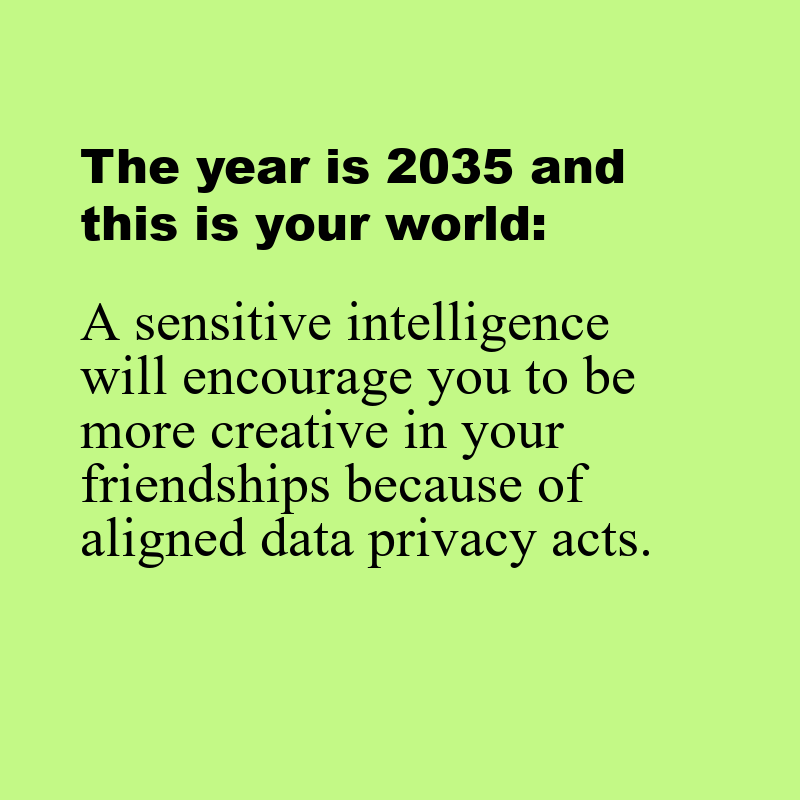 The year is 2035 and
this is your world:
A sensitive intelligence
will encourage you to be
more creative in your
friendships because of
aligned data privacy acts.